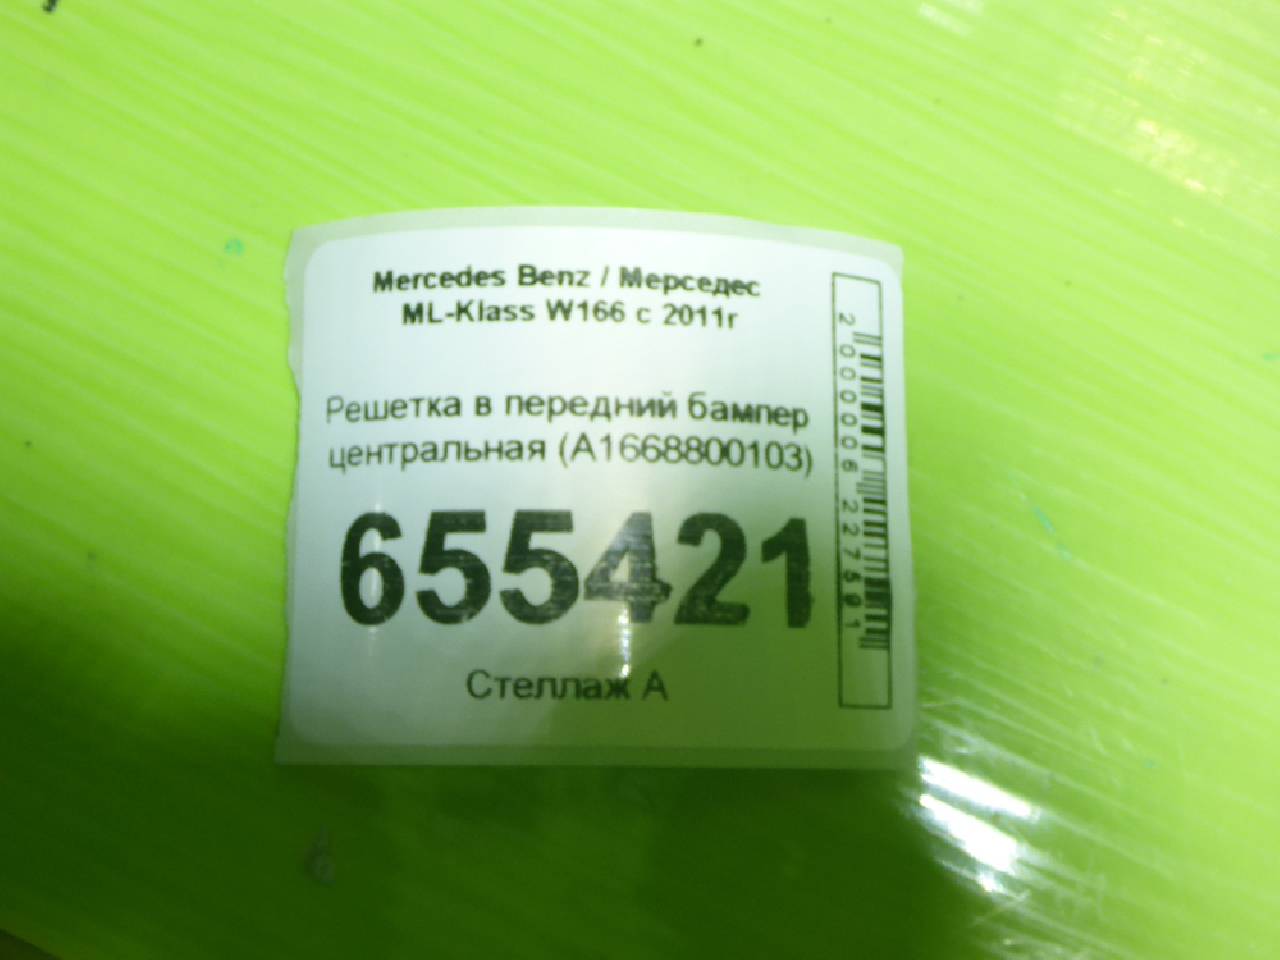 Mercedes Benz / Мерседес
ML-Klass W166 с 2011г
Решетка в передний бампер
центральная (A1668800103)
655421
Стеллаж А
2000006227591